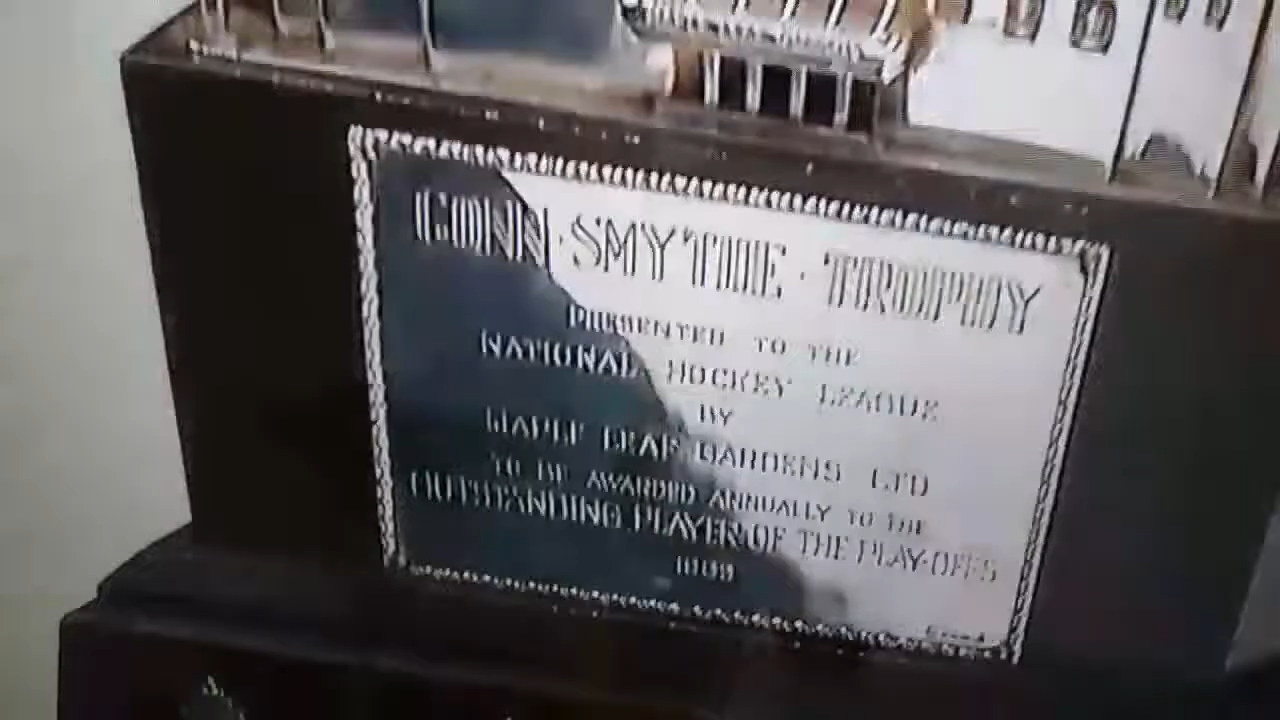 CONN · SMYTHE · TROPHY
PRESENTED TO THE
NATIONAL HOCKEY LEAGUE
BY
MAPLE LEAF GARDENS LTD
TO BE AWARDED ANNUALLY TO THE
OUTSTANDING PLAYER OF THE PLAY-OFFS